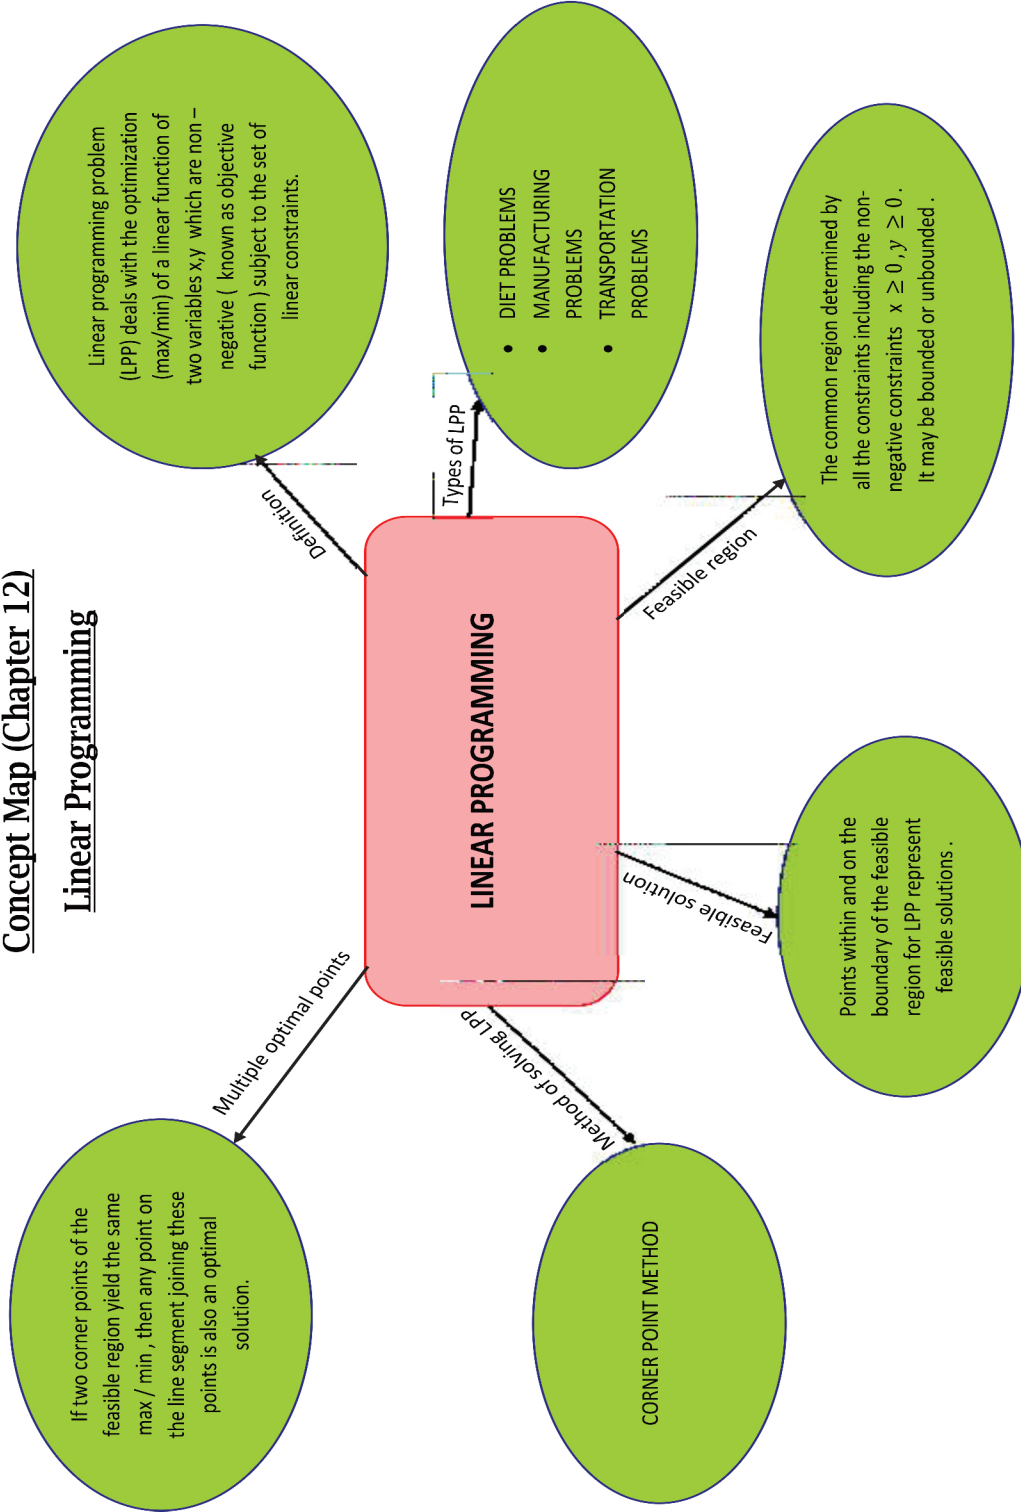 Concept Map (Chapter 12)
Linear Programming
If two corner points of the
feasible region yield the same
max / min , then any point on
the line segment joining these
points is also an optimal
solution.
Multiple optimal points
Definition
Linear programming problem
(LPP) deals with the optimization
(max/min) of a linear function of
two variables x,y which are non –
negative ( known as objective
function ) subject to the set of
linear constraints.
LINEAR PROGRAMMING
Types of LPP
• DIET PROBLEMS
• MANUFACTURING
PROBLEMS
• TRANSPORTATION
PROBLEMS
Method of solving LPP
CORNER POINT METHOD
Feasible solution
Points within and on the
boundary of the feasible
region for LPP represent
feasible solutions .
Feasible region
The common region determined by
all the constraints including the non-
negative constraints x ≥ 0,y ≥ 0 .
It may be bounded or unbounded .